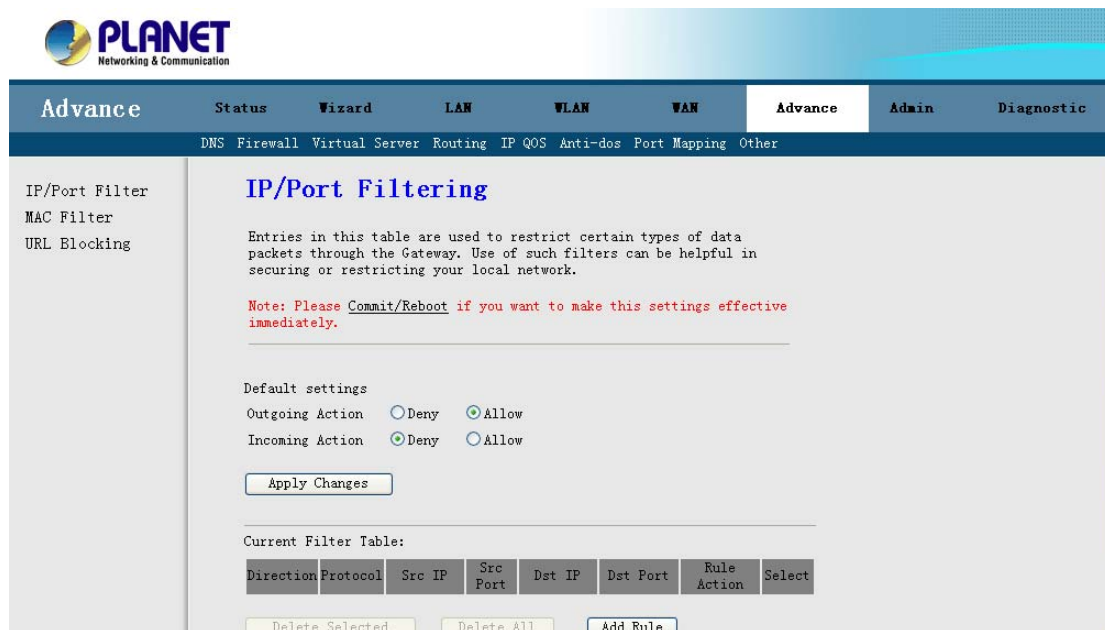 PLANET
Networking & Communication
Advance Status Wizard LAN WLAN WAN Advance Admin Diagnostic
DNS Firewall Virtual Server Routing IP QOS Anti-dos Port Mapping Other
IP/Port Filter
MAC Filter
URL Blocking
IP/Port Filtering
Entries in this table are used to restrict certain types of data
packets through the Gateway. Use of such filters can be helpful in
securing or restricting your local network.
Note: Please Commit/Reboot if you want to make this settings effective
immediately.
Default settings
Outgoing Action Deny Allow
Incoming Action Deny Allow
Apply Changes
Current Filter Table:
Direction Protocol Src IP Src Port Dst IP Dst Port Rule Action Select
Delete Selected Delete All Add Rule